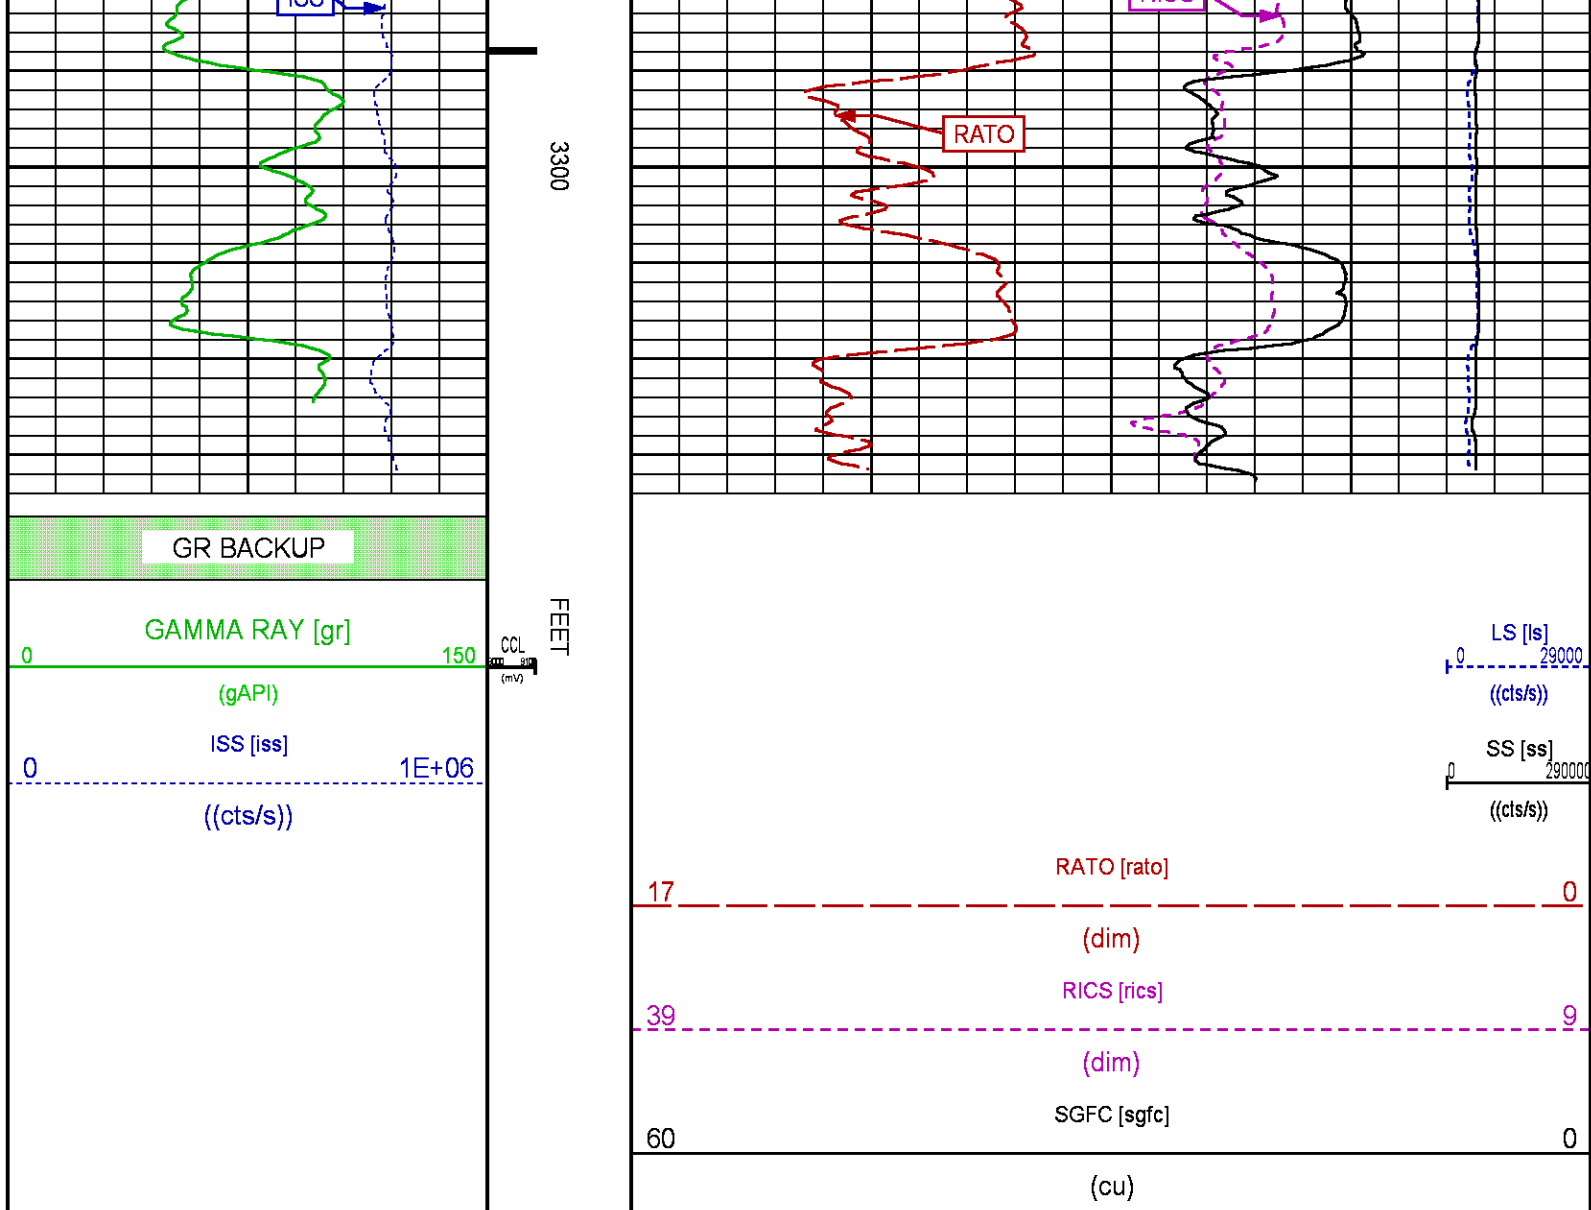 ISS
RICS
RATO
3300
GR BACKUP
FEET
GAMMA RAY [gr]
0 150
(gAPI)
CCL
(mV)
ISS [iss]
0 1E+06
((cts/s))
LS [ls]
0 29000
((cts/s))
SS [ss]
0 290000
((cts/s))
RATO [rato]
17 0
(dim)
RICS [rics]
39 9
(dim)
SGFC [sgfc]
60 0
(cu)